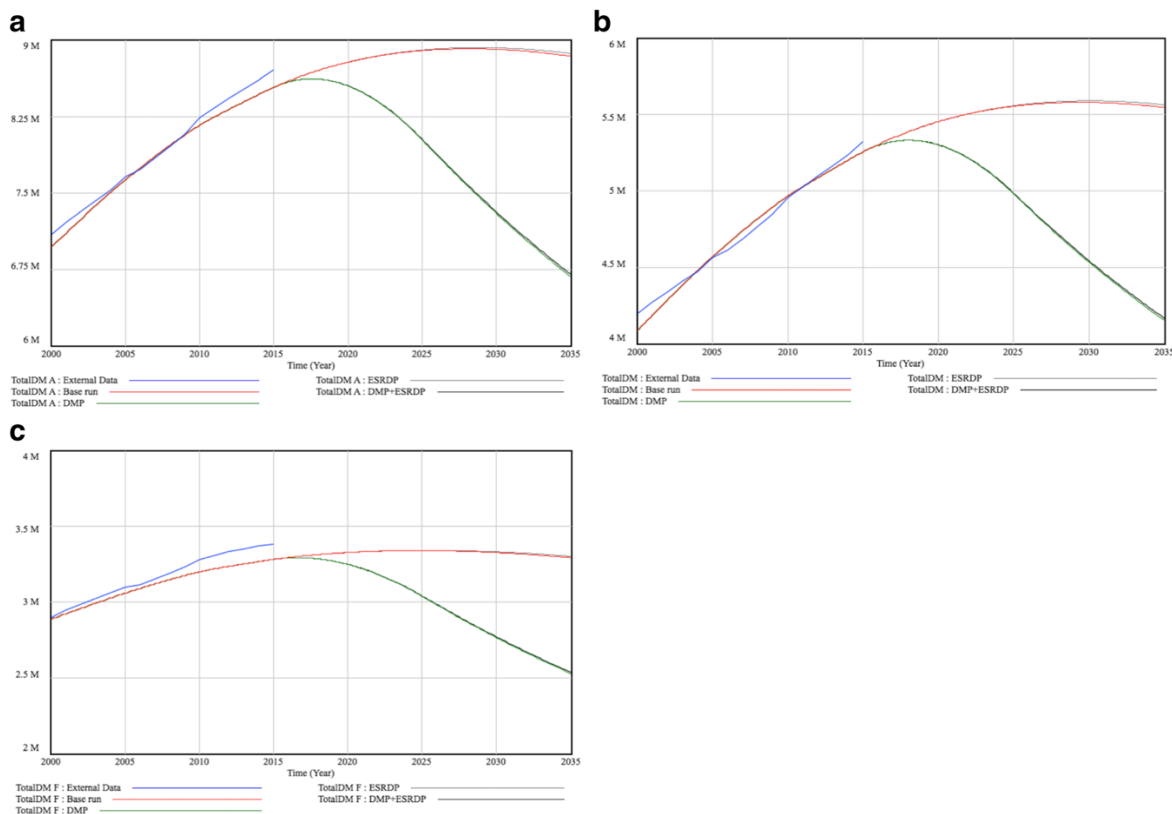 a
9 M
8.25 M
7.5 M
6.75 M
6 M
2000 2005 2010 2015 2020 2025 2030 2035
Time (Year)
TotalDM A : External Data TotalDM A : ESRDP
TotalDM A : Base run TotalDM A : DMP+ESRDP
TotalDM A : DMP
b
6 M
5.5 M
5 M
4.5 M
4 M
2000 2005 2010 2015 2020 2025 2030 2035
Time (Year)
TotalDM : External Data TotalDM : ESRDP
TotalDM : Base run TotalDM : DMP+ESRDP
TotalDM : DMP
c
4 M
3.5 M
3 M
2.5 M
2 M
2000 2005 2010 2015 2020 2025 2030 2035
Time (Year)
TotalDM F : External Data TotalDM F : ESRDP
TotalDM F : Base run TotalDM F : DMP+ESRDP
TotalDM F : DMP